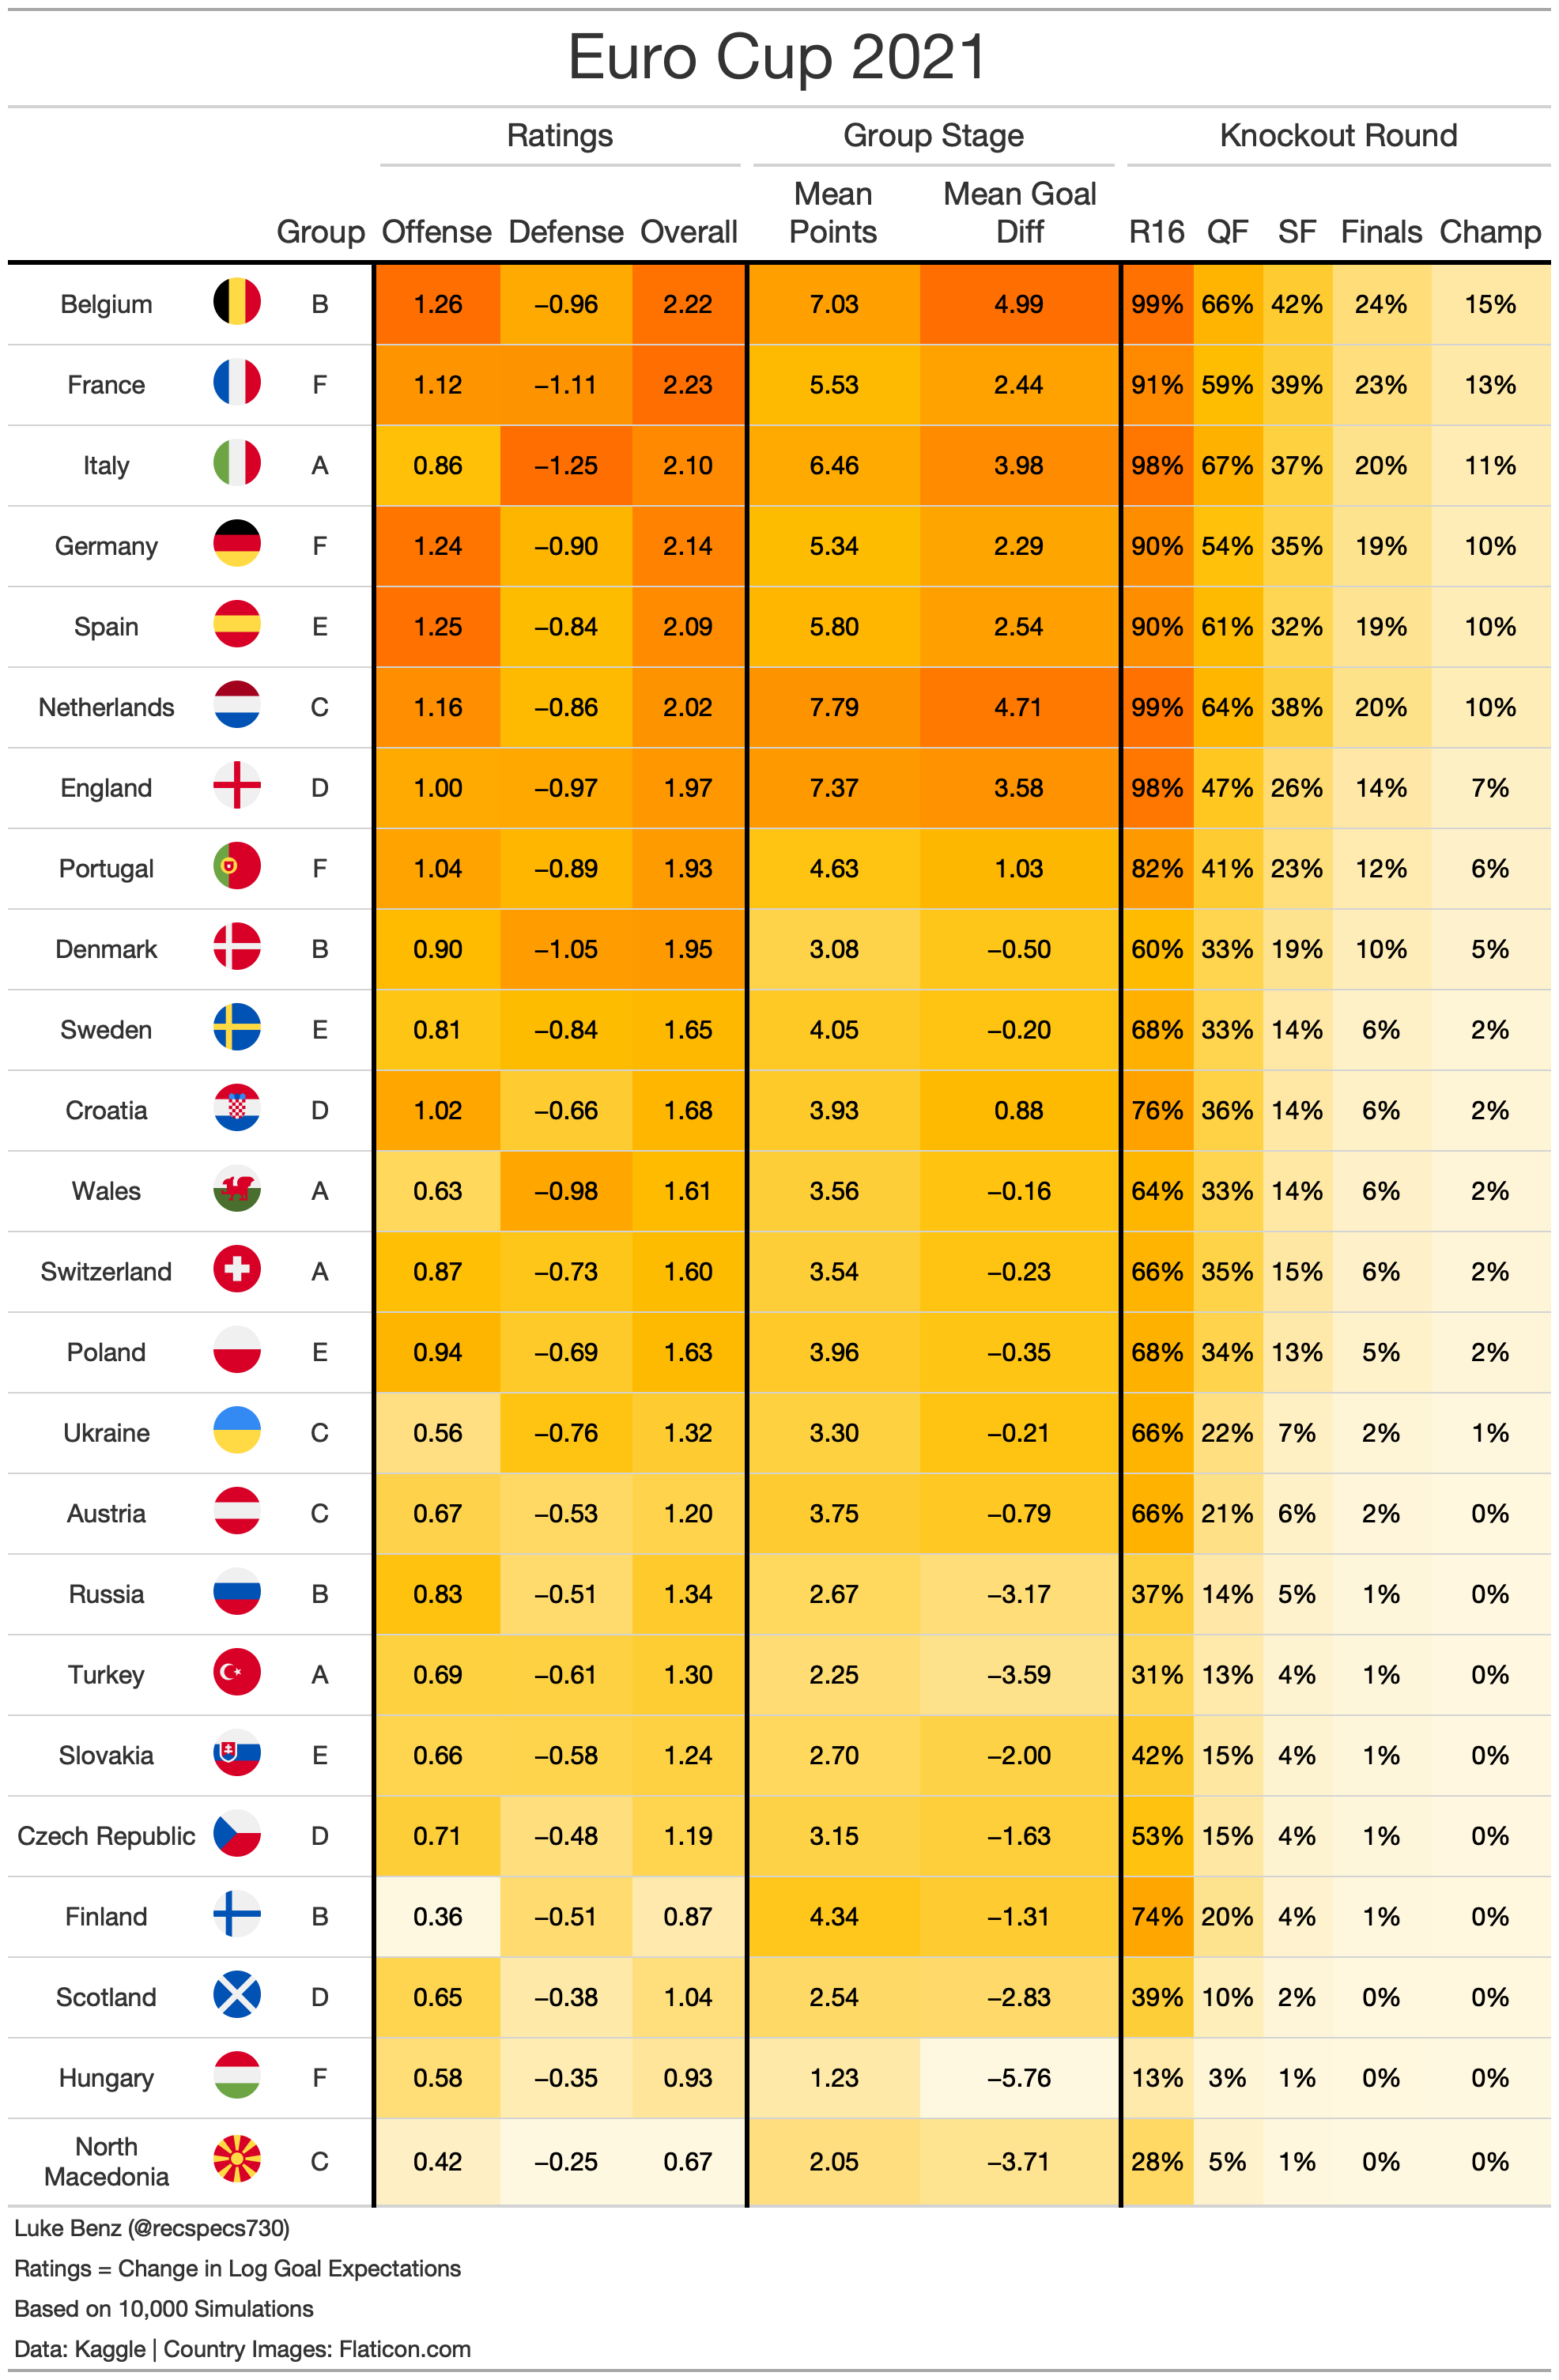 Euro Cup 2021
Ratings Group Stage Knockout Round
Mean Mean Goal
Group Offense Defense Overall Points Diff R16 QF SF Finals Champ
Belgium B 1.26 −0.96 2.22 7.03 4.99 99% 66% 42% 24% 15%
France F 1.12 −1.11 2.23 5.53 2.44 91% 59% 39% 23% 13%
Italy A 0.86 −1.25 2.10 6.46 3.98 98% 67% 37% 20% 11%
Germany F 1.24 −0.90 2.14 5.34 2.29 90% 54% 35% 19% 10%
Spain E 1.25 −0.84 2.09 5.80 2.54 90% 61% 32% 19% 10%
Netherlands C 1.16 −0.86 2.02 7.79 4.71 99% 64% 38% 20% 10%
England D 1.00 −0.97 1.97 7.37 3.58 98% 47% 26% 14% 7%
Portugal F 1.04 −0.89 1.93 4.63 1.03 82% 41% 23% 12% 6%
Denmark B 0.90 −1.05 1.95 3.08 −0.50 60% 33% 19% 10% 5%
Sweden E 0.81 −0.84 1.65 4.05 −0.20 68% 33% 14% 6% 2%
Croatia D 1.02 −0.66 1.68 3.93 0.88 76% 36% 14% 6% 2%
Wales A 0.63 −0.98 1.61 3.56 −0.16 64% 33% 14% 6% 2%
Switzerland A 0.87 −0.73 1.60 3.54 −0.23 66% 35% 15% 6% 2%
Poland E 0.94 −0.69 1.63 3.96 −0.35 68% 34% 13% 5% 2%
Ukraine C 0.56 −0.76 1.32 3.30 −0.21 66% 22% 7% 2% 1%
Austria C 0.67 −0.53 1.20 3.75 −0.79 66% 21% 6% 2% 0%
Russia B 0.83 −0.51 1.34 2.67 −3.17 37% 14% 5% 1% 0%
Turkey A 0.69 −0.61 1.30 2.25 −3.59 31% 13% 4% 1% 0%
Slovakia E 0.66 −0.58 1.24 2.70 −2.00 42% 15% 4% 1% 0%
Czech Republic D 0.71 −0.48 1.19 3.15 −1.63 53% 15% 4% 1% 0%
Finland B 0.36 −0.51 0.87 4.34 −1.31 74% 20% 4% 1% 0%
Scotland D 0.65 −0.38 1.04 2.54 −2.83 39% 10% 2% 0% 0%
Hungary F 0.58 −0.35 0.93 1.23 −5.76 13% 3% 1% 0% 0%
North
Macedonia C 0.42 −0.25 0.67 2.05 −3.71 28% 5% 1% 0% 0%
Luke Benz (@recspecs730)
Ratings = Change in Log Goal Expectations
Based on 10,000 Simulations
Data: Kaggle | Country Images: Flaticon.com